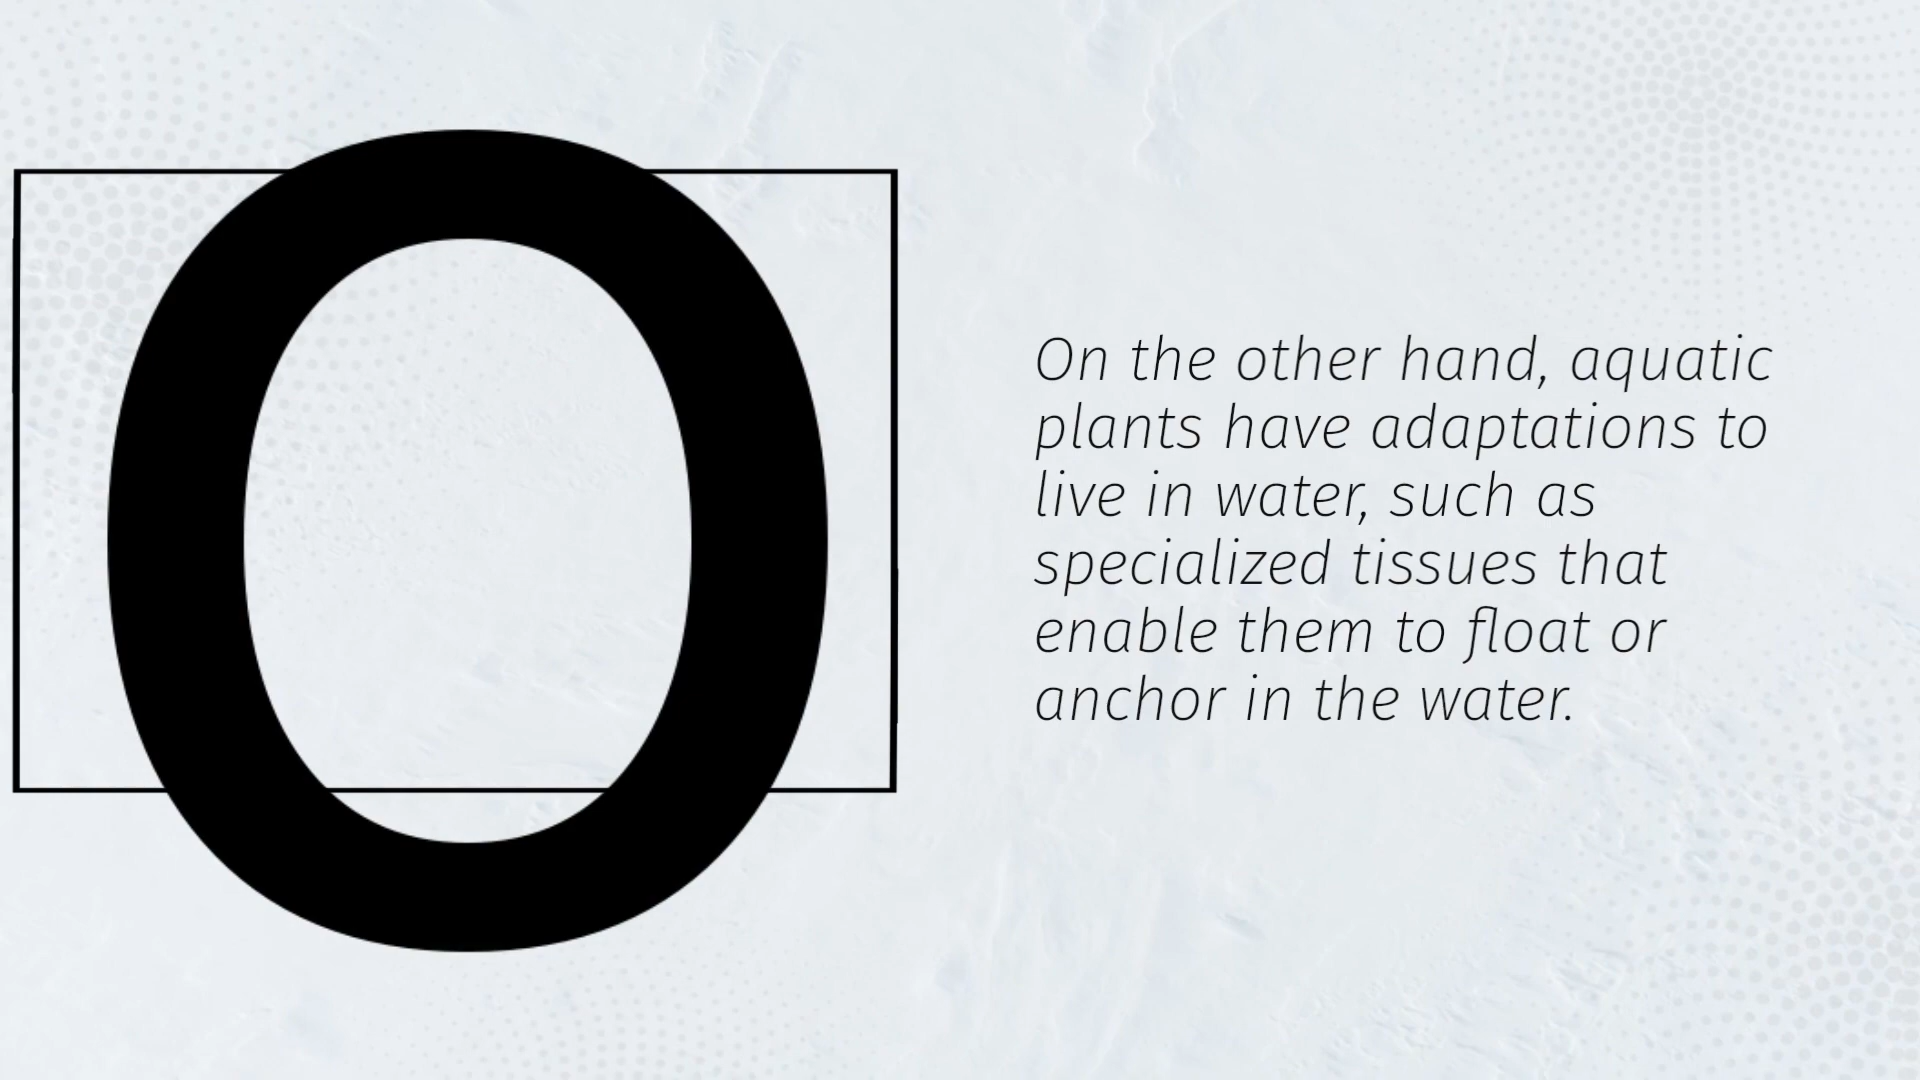 O
On the other hand, aquatic
plants have adaptations to
live in water, such as
specialized tissues that
enable them to float or
anchor in the water.